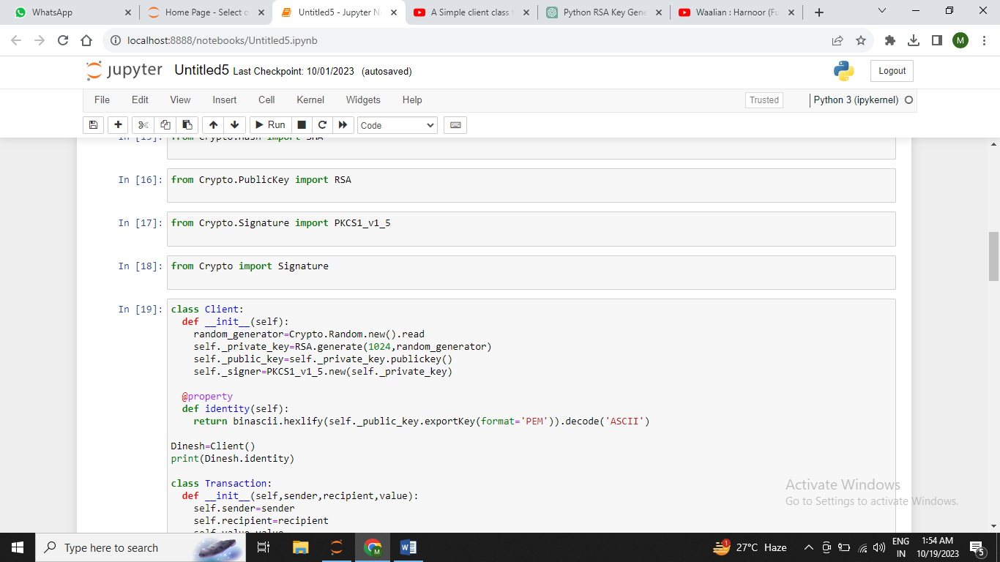 WhatsApp
Home Page - Select o
Untitled5 - Jupyter N
A Simple client class f
Python RSA Key Gene
Waalian : Harnoor (Fu
localhost:8888/notebooks/Untitled5.ipynb
M
jupyter Untitled5 Last Checkpoint: 10/01/2023 (autosaved)
Logout
File Edit View Insert Cell Kernel Widgets Help
Trusted
Python 3 (ipykernel)
Run
Code
In [15]: from Crypto.Hash import SHA
In [16]: from Crypto.PublicKey import RSA
In [17]: from Crypto.Signature import PKCS1_v1_5
In [18]: from Crypto import Signature
In [19]: class Client:
def __init__(self):
random_generator=Crypto.Random.new().read
self._private_key=RSA.generate(1024,random_generator)
self._public_key=self._private_key.publickey()
self._signer=PKCS1_v1_5.new(self._private_key)
@property
def identity(self):
return binascii.hexlify(self._public_key.exportKey(format='PEM')).decode('ASCII')
Dinesh=Client()
print(Dinesh.identity)
class Transaction:
def __init__(self,sender,recipient,value):
self.sender=sender
self.recipient=recipient
self.value=value
Activate Windows
Go to Settings to activate Windows.
Type here to search
M
W
1
27°C Haze
ENG
IN
1:54 AM
10/19/2023
5